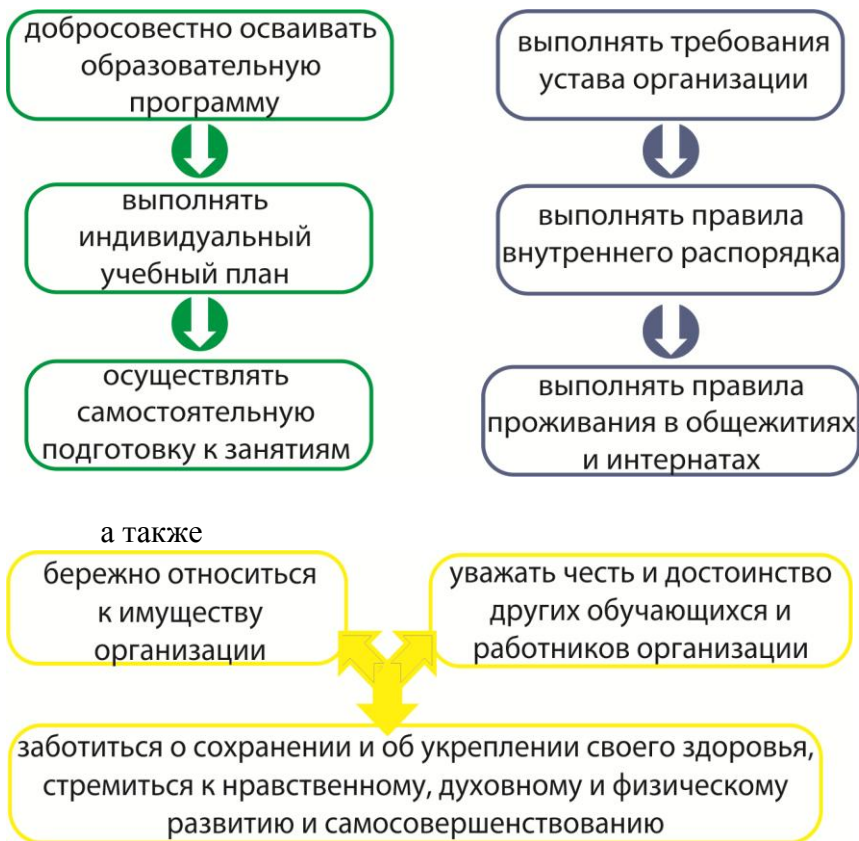 добросовестно осваивать
образовательную
программу
выполнять
индивидуальный
учебный план
осуществлять
самостоятельную
подготовку к занятиям
выполнять требования
устава организации
выполнять правила
внутреннего распорядка
выполнять правила
проживания в общежитиях
и интернатах
а также
бережно относиться
к имуществу
организации
уважать честь и достоинство
других обучающихся и
работников организации
заботиться о сохранении и об укреплении своего здоровья,
стремиться к нравственному, духовному и физическому
развитию и самосовершенствованию